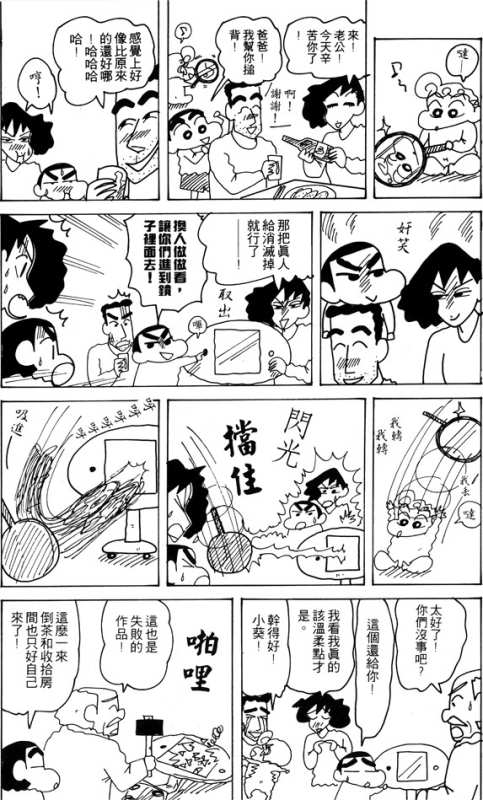 噠
來！
老公！
今天辛
苦你了！
啊！
謝謝！
爸爸！
我幫你搥
背！
感覺上好
像比原來
的還好哪
！哈哈哈
哈！
哼！
好笑
那把真人
給消滅掉
就行了！
取出
換人做做看，
讓你們進到鏡
子裡面去！
我轉
我轉
我去
噠
閃光
擋住
吸進
太好了！
你們沒事吧？
這個還給你！
我看我真的
該溫柔點才
是。
幹得好！
小葵！
啪哩
這也是
失敗的
作品！
這麼一來
倒茶和收拾房
間也只好自己
來了！